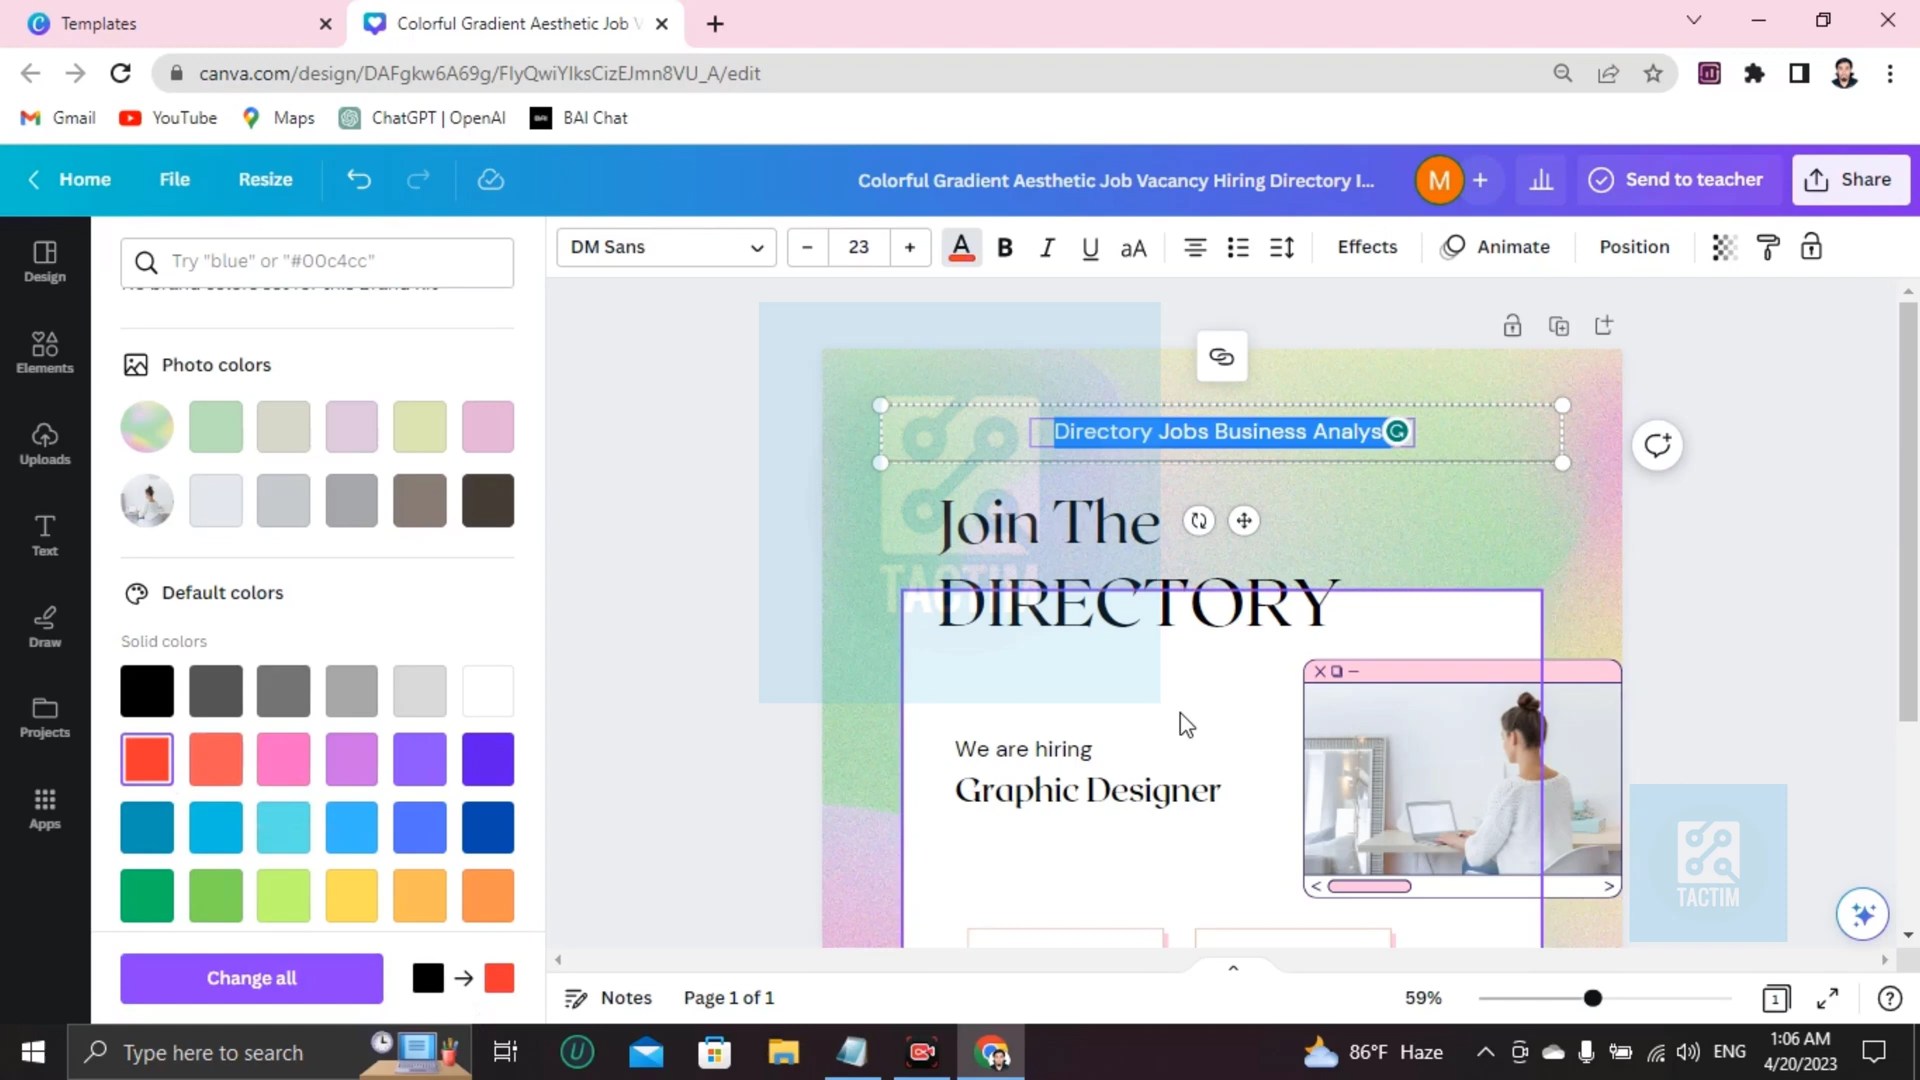 Templates
Colorful Gradient Aesthetic Job V
canva.com/design/DAFgkw6A69g/FIyQwiYIksCizEJmn8VU_A/edit
Gmail YouTube Maps ChatGPT | OpenAI BAI Chat
Home File Resize
Colorful Gradient Aesthetic Job Vacancy Hiring Directory I...
M
Send to teacher
Share
DM Sans
23
A B I U aA
Effects
Animate
Position
Design
Elements
Uploads
Text
Draw
Projects
Apps
Try "blue" or "#00c4cc"
Photo colors
Default colors
Solid colors
Change all
Directory Jobs Business Analys
Join The
DIRECTORY
TACTIM
We are hiring
Graphic Designer
TACTIM
Notes
Page 1 of 1
59%
1
Type here to search
86°F Haze
ENG
1:06 AM
4/20/2023